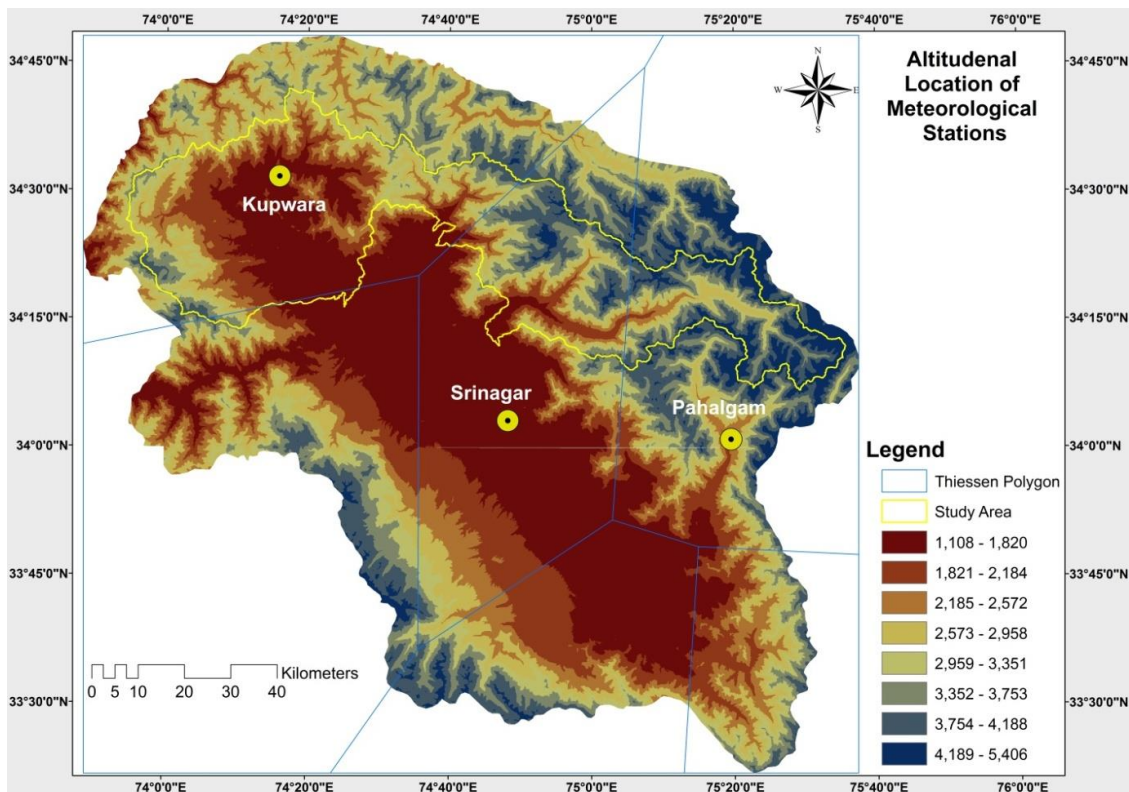 74°0'0"E 74°20'0"E 74°40'0"E 75°0'0"E 75°20'0"E 75°40'0"E 76°0'0"E
Altitudenal
Location of
Meteorological
Stations
N
W E
S
34°45'0"N 34°45'0"N
34°30'0"N 34°30'0"N
Kupwara
34°15'0"N 34°15'0"N
Srinagar
Pahalgam
34°0'0"N 34°0'0"N
Legend
Thiessen Polygon
Study Area
1,108 - 1,820
1,821 - 2,184
2,185 - 2,572
2,573 - 2,958
2,959 - 3,351
3,352 - 3,753
3,754 - 4,188
4,189 - 5,406
33°45'0"N 33°45'0"N
Kilometers
0 5 10 20 30 40
33°30'0"N 33°30'0"N
74°0'0"E 74°20'0"E 74°40'0"E 75°0'0"E 75°20'0"E 75°40'0"E 76°0'0"E